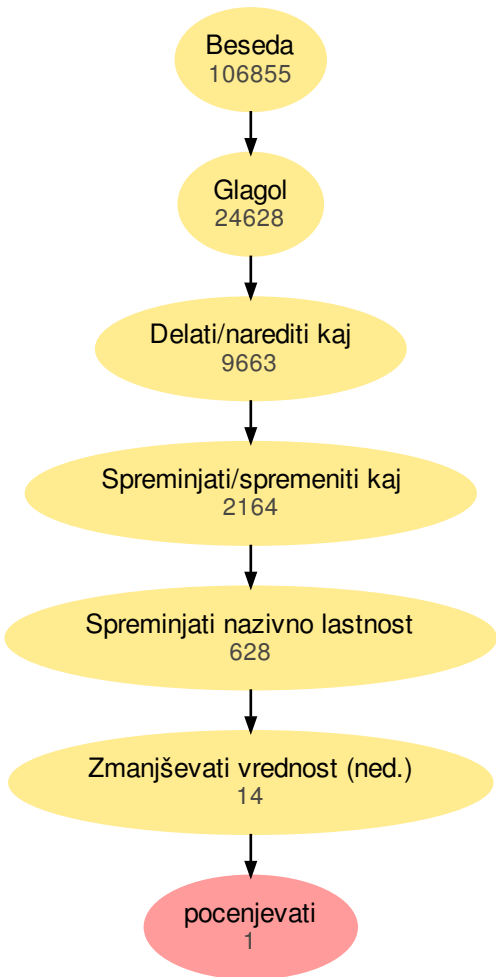 Beseda
106855
Glagol
24628
Delati/narediti kaj
9663
Spreminjati/spremeniti kaj
2164
Spreminjati nazivno lastnost
628
Zmanjševati vrednost (ned.)
14
pocenjevati
1